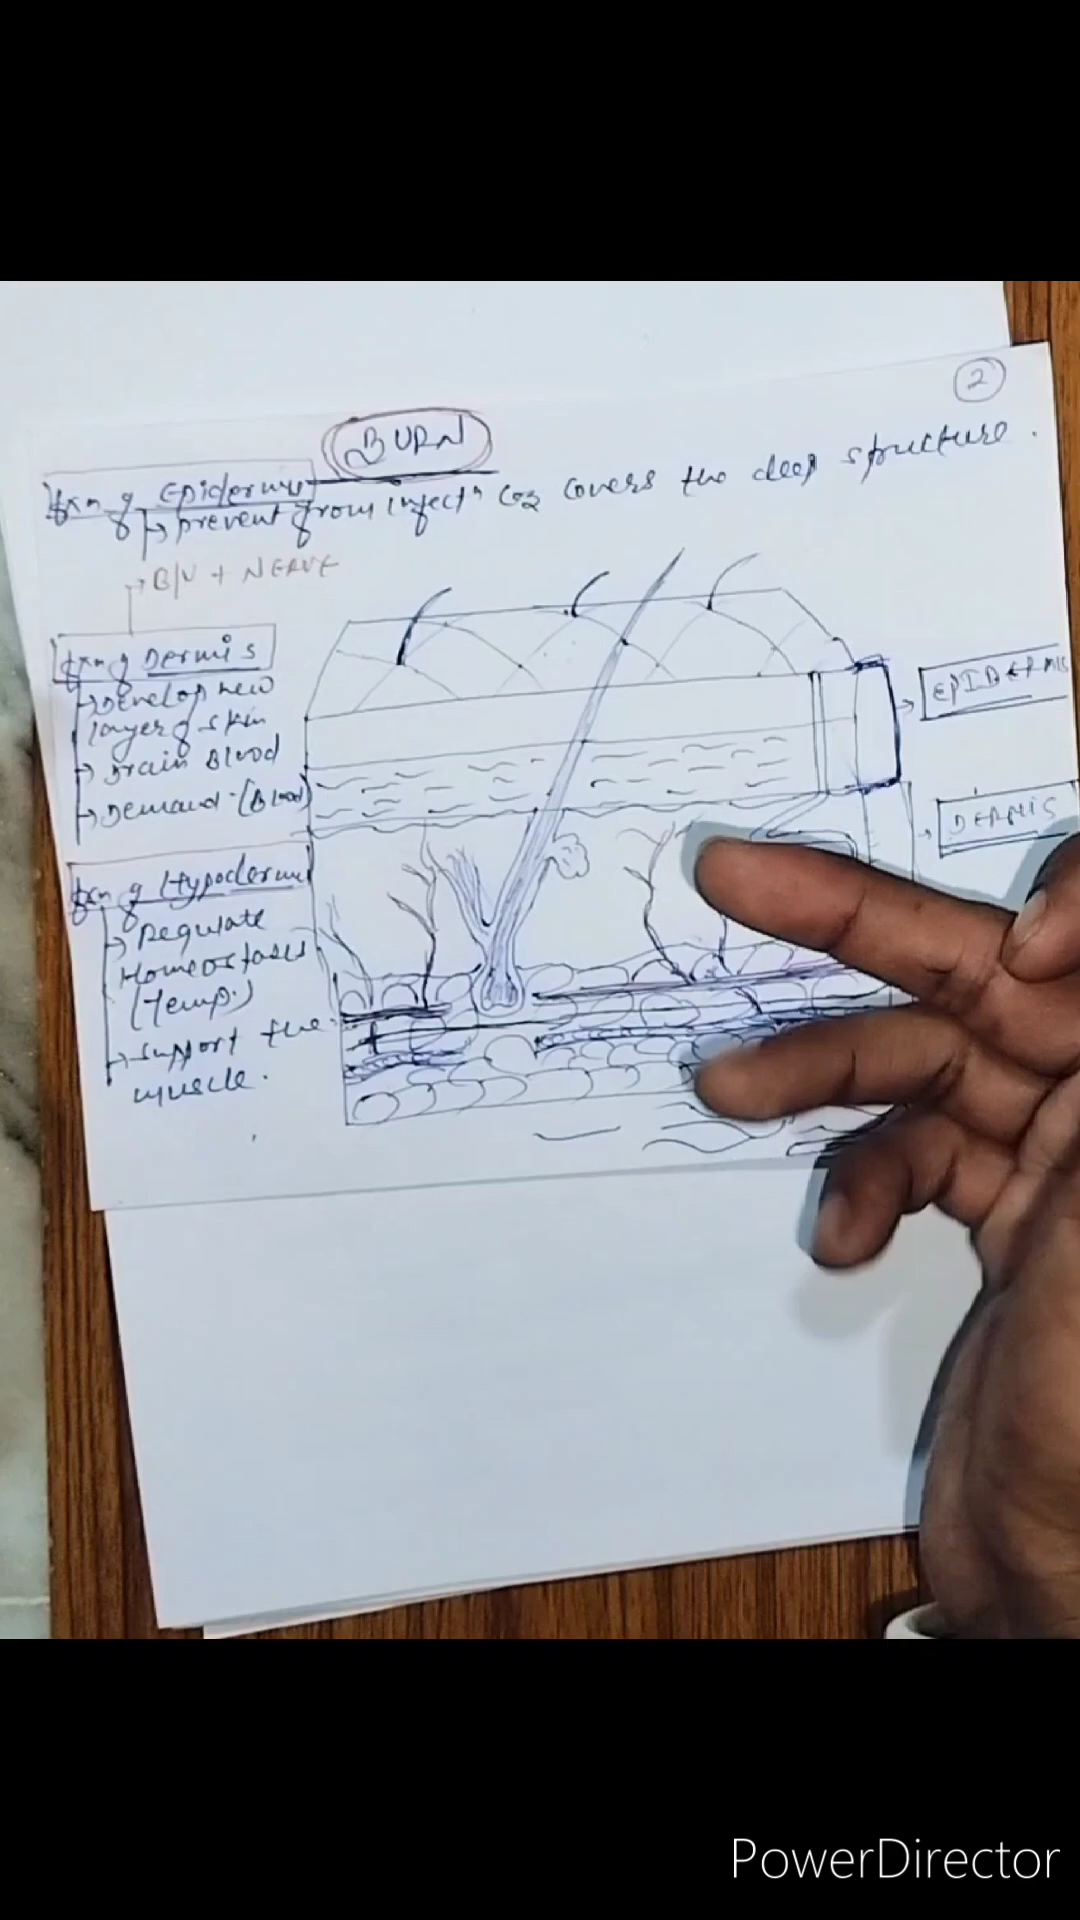 2
BURN
fxn of Epidermis
→ prevent from infectn coz covers the deep structure.
→ B/V + NERVE
fxn of Dermis
→ Develop new
layer of skin
→ Drain Blood
→ Demand (Blood)
fxn of Hypodermis
→ Regulate
Homeostasis
(Temp.)
→ support the
muscle.
→ EPIDERMIS
→ DERMIS
PowerDirector